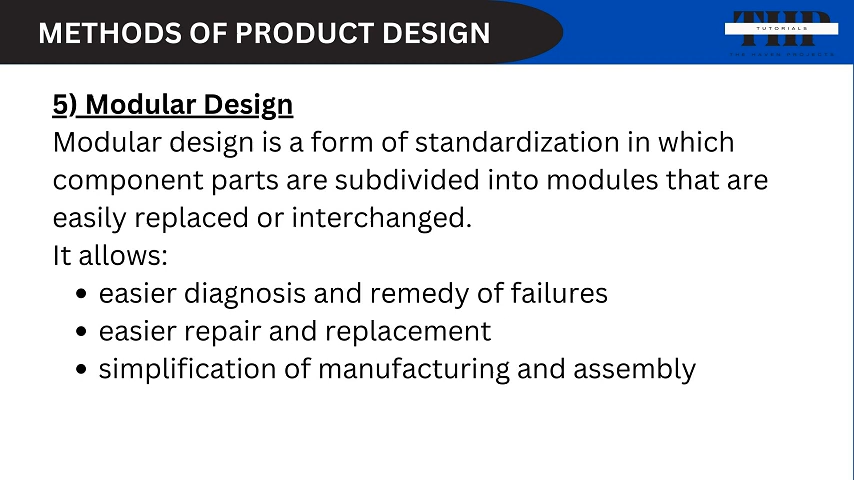 METHODS OF PRODUCT DESIGN
THP
TUTORIALS
5) Modular Design
Modular design is a form of standardization in which
component parts are subdivided into modules that are
easily replaced or interchanged.
It allows:
• easier diagnosis and remedy of failures
• easier repair and replacement
• simplification of manufacturing and assembly